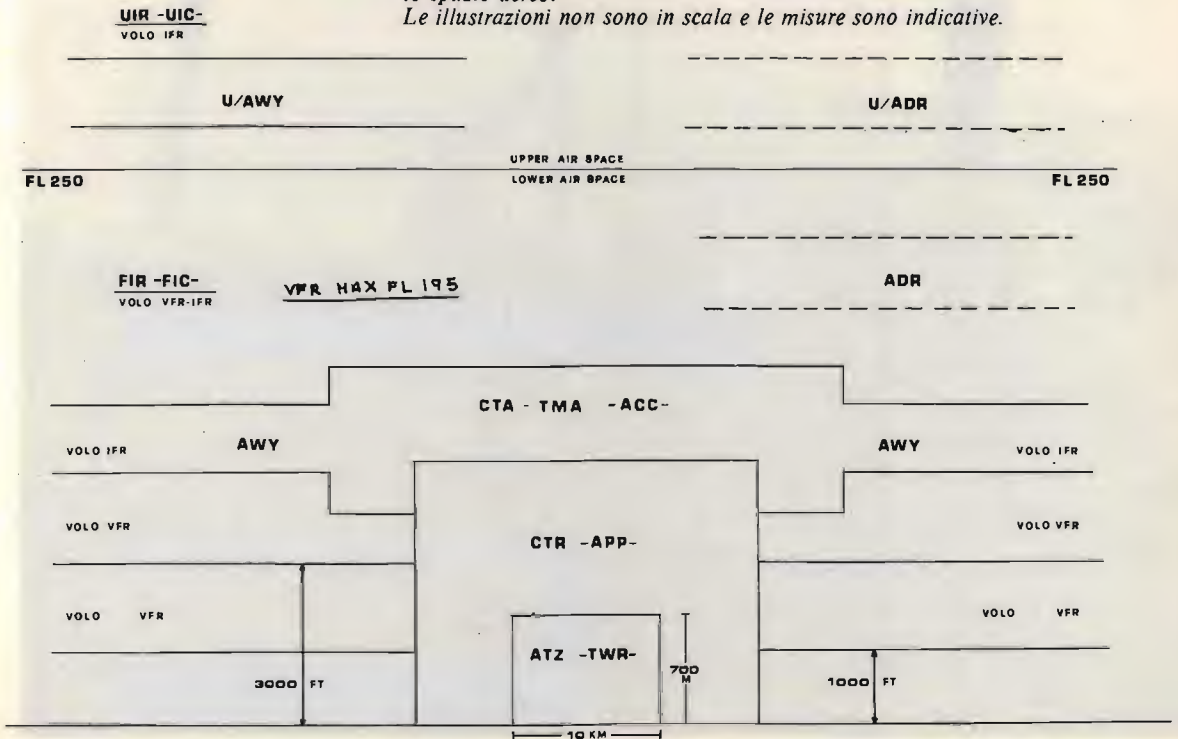 Le illustrazioni non sono in scala e le misure sono indicative.
UIR -UIC-
VOLO IFR
U/AWY
U/ADR
UPPER AIR SPACE
FL 250
LOWER AIR SPACE
FL 250
FIR -FIC-
VOLO VFR-IFR
VFR MAX FL 195
ADR
CTA - TMA -ACC-
VOLO IFR
AWY
AWY
VOLO IFR
VOLO VFR
VOLO VFR
CTR -APP-
VOLO VFR
VOLO VFR
ATZ -TWR-
700 M
3000 FT
1000 FT
10 KM